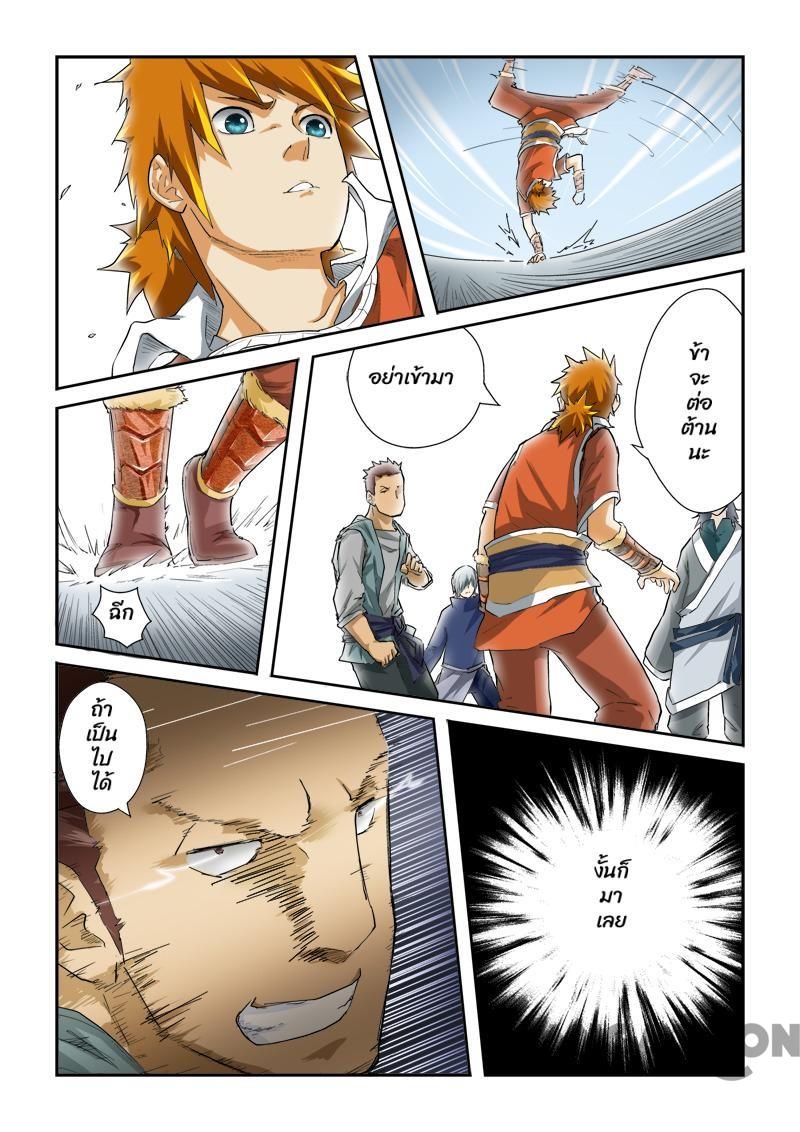 อย่าเข้ามา
ข้า
จะ
ต่อ
ต้าน
นะ
ฉีก
ถ้า
เป็น
ไป
ได้
งั้นก็
มา
เลย